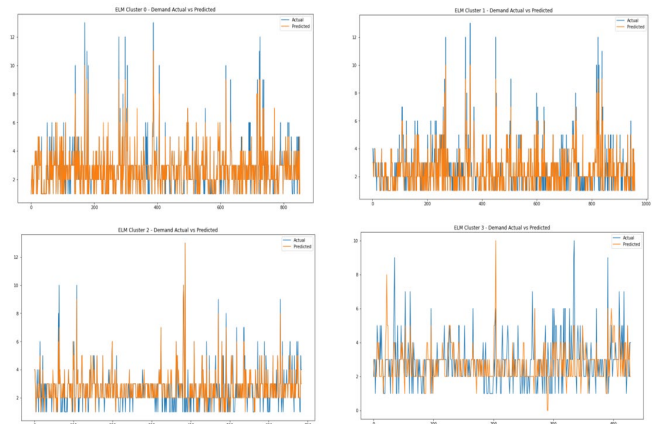 ELM Cluster 0 - Demand Actual vs Predicted
Actual
Predicted
12
10
8
6
4
2
0 200 400 600 800
ELM Cluster 1 - Demand Actual vs Predicted
Actual
Predicted
12
10
8
6
4
2
0 200 400 600 800 1000
ELM Cluster 2 - Demand Actual vs Predicted
Actual
Predicted
12
10
8
6
4
2
ELM Cluster 3 - Demand Actual vs Predicted
Actual
Predicted
10
8
6
4
2
0
0 100 200 300 400